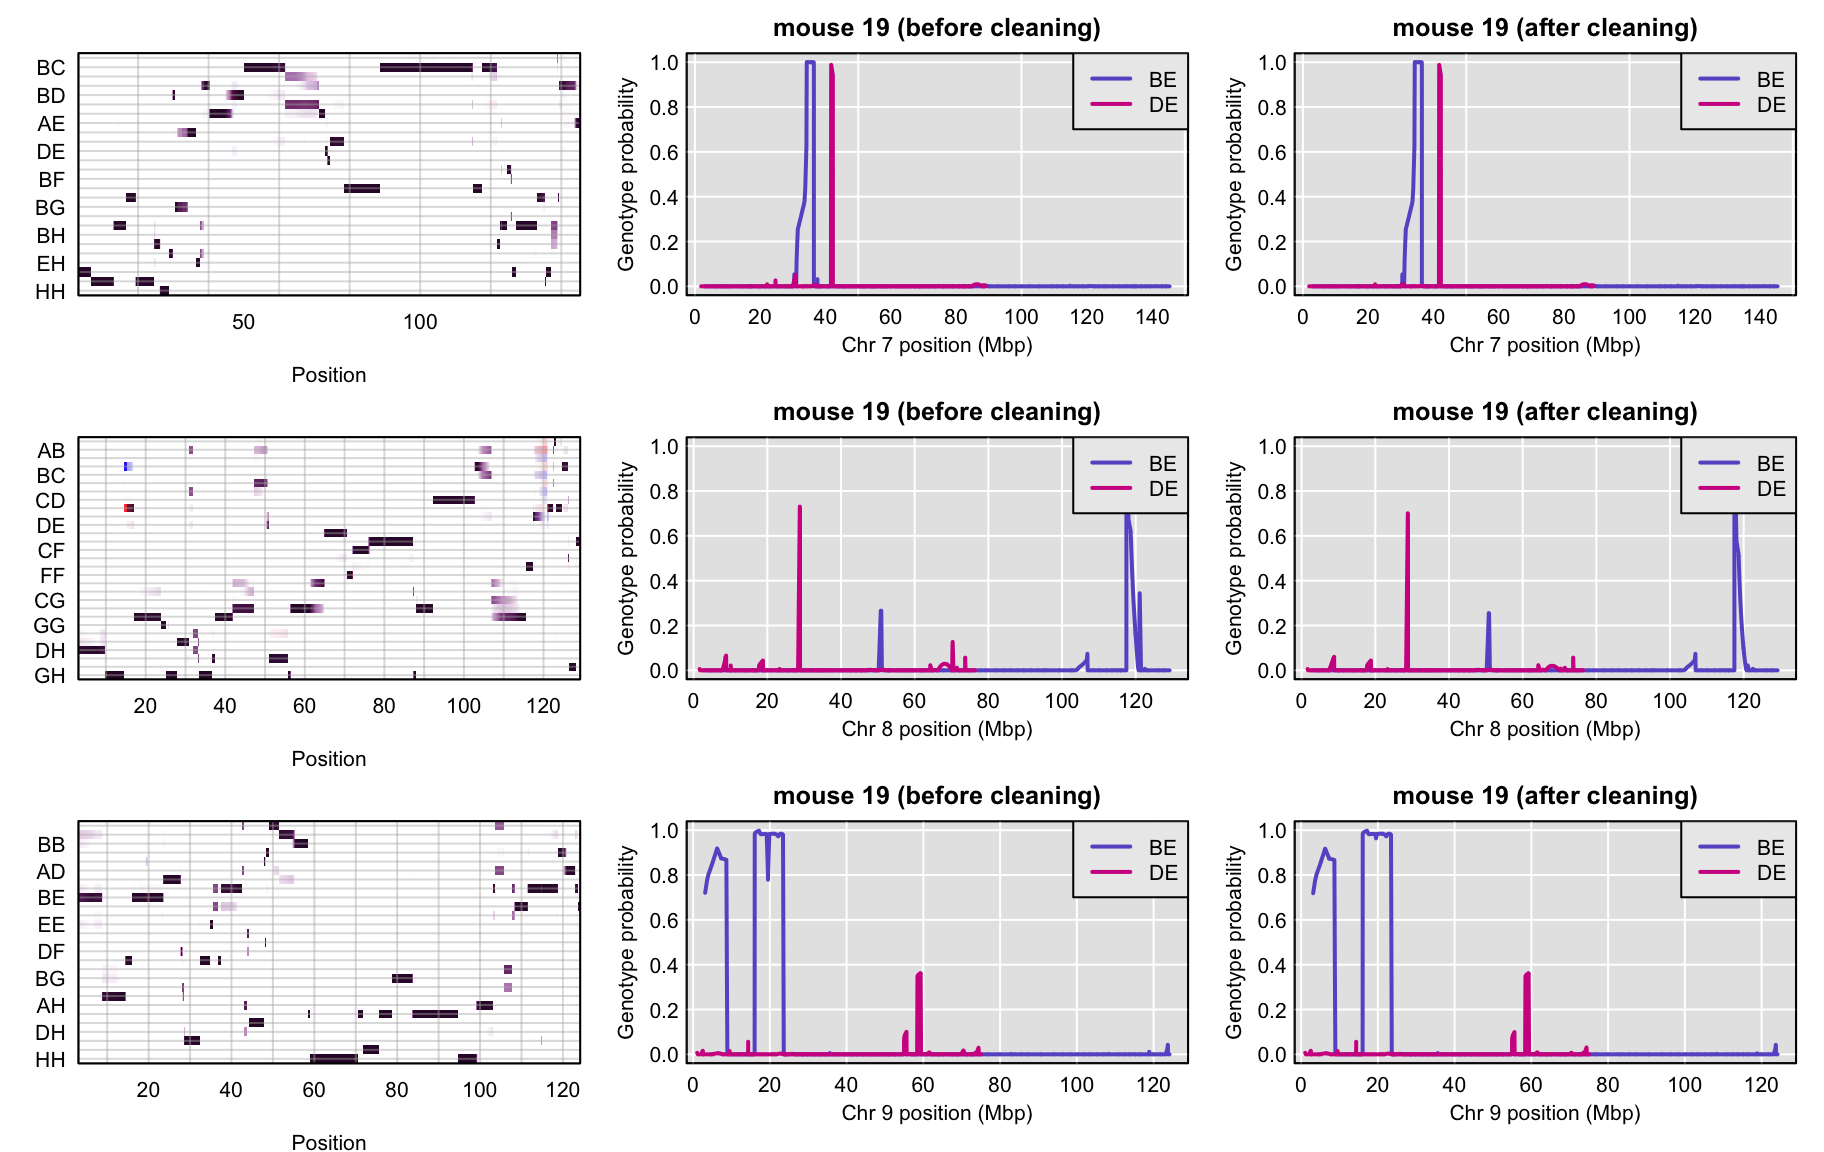 mouse 19 (before cleaning)
mouse 19 (after cleaning)
BC
BD
AE
DE
BF
BG
BH
EH
HH
50 100
Position
Genotype probability
1.0
0.8
0.6
0.4
0.2
0.0
BE
DE
0 20 40 60 80 100 120 140
Chr 7 position (Mbp)
Genotype probability
1.0
0.8
0.6
0.4
0.2
0.0
BE
DE
0 20 40 60 80 100 120 140
Chr 7 position (Mbp)
mouse 19 (before cleaning)
mouse 19 (after cleaning)
AB
BC
CD
DE
CF
FF
CG
GG
DH
GH
20 40 60 80 100 120
Position
Genotype probability
1.0
0.8
0.6
0.4
0.2
0.0
BE
DE
0 20 40 60 80 100 120
Chr 8 position (Mbp)
Genotype probability
1.0
0.8
0.6
0.4
0.2
0.0
BE
DE
0 20 40 60 80 100 120
Chr 8 position (Mbp)
mouse 19 (before cleaning)
mouse 19 (after cleaning)
BB
AD
BE
EE
DF
BG
AH
DH
HH
20 40 60 80 100 120
Position
Genotype probability
1.0
0.8
0.6
0.4
0.2
0.0
BE
DE
0 20 40 60 80 100 120
Chr 9 position (Mbp)
Genotype probability
1.0
0.8
0.6
0.4
0.2
0.0
BE
DE
0 20 40 60 80 100 120
Chr 9 position (Mbp)